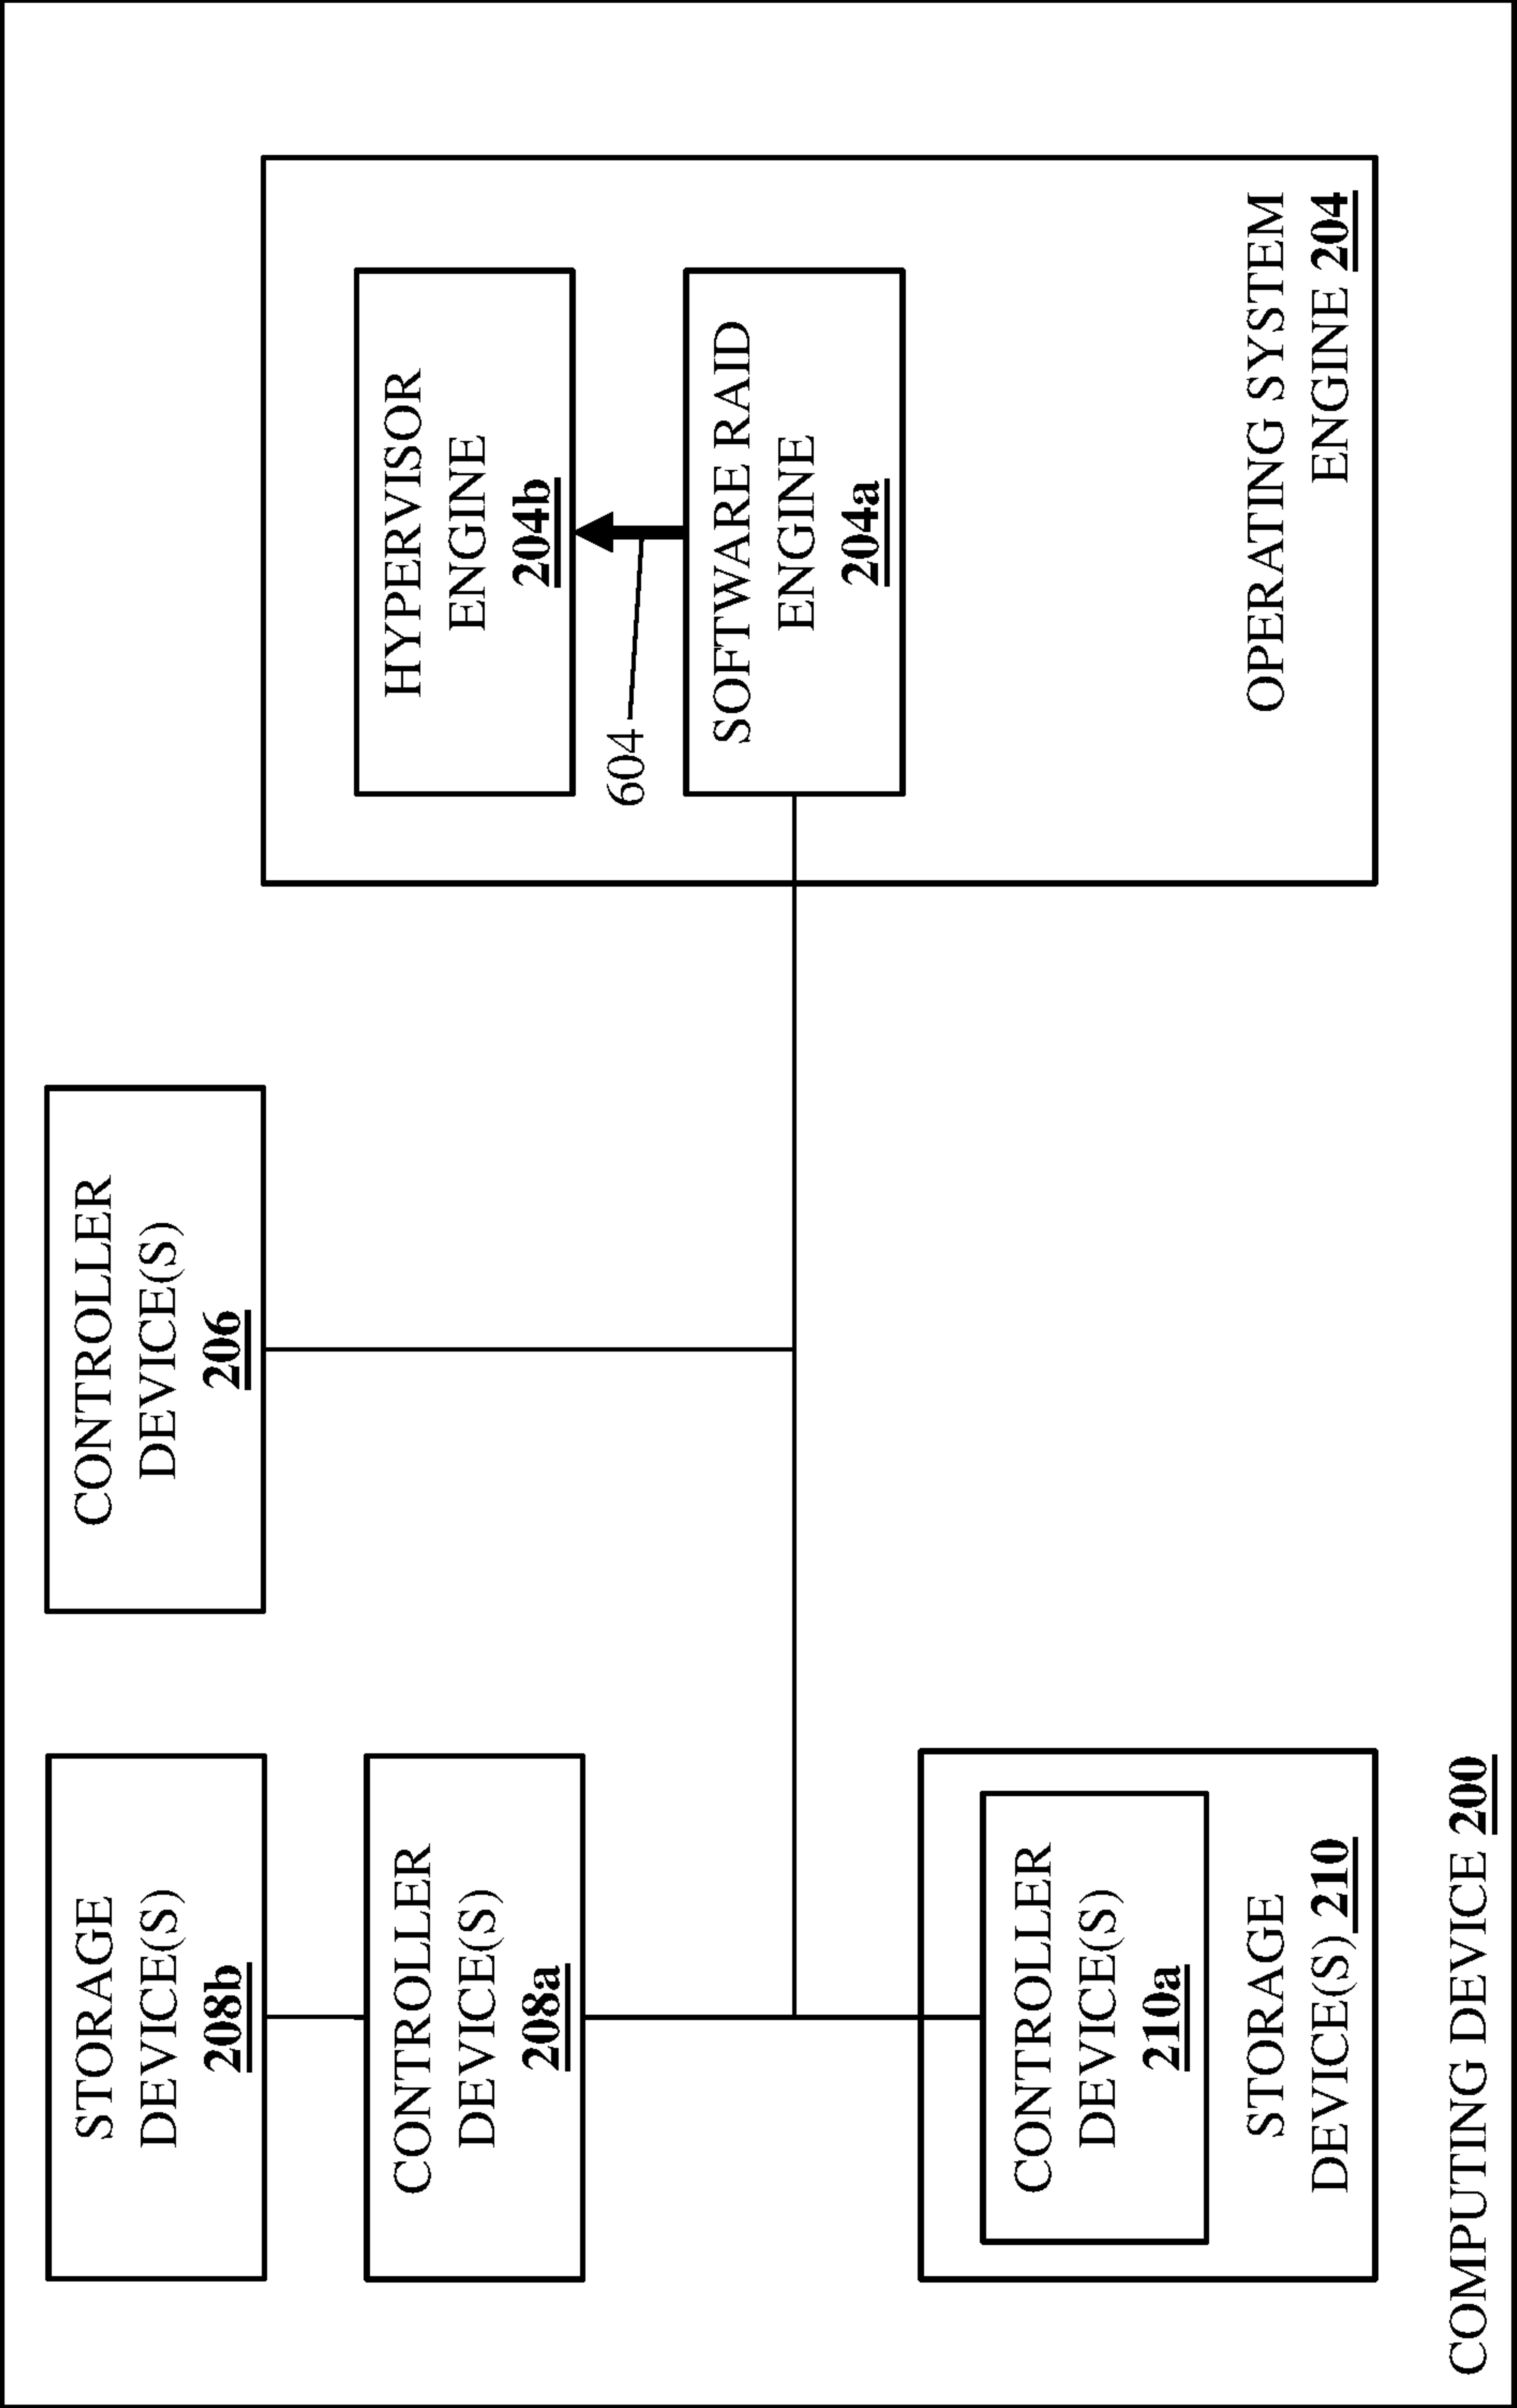 STORAGE
DEVICE(S)
208b
CONTROLLER
DEVICE(S)
208a
CONTROLLER
DEVICE(S)
210a
STORAGE
DEVICE(S) 210
CONTROLLER
DEVICE(S)
206
HYPERVISOR
ENGINE
204b
604
SOFTWARE RAID
ENGINE
204a
OPERATING SYSTEM
ENGINE 204
COMPUTING DEVICE 200